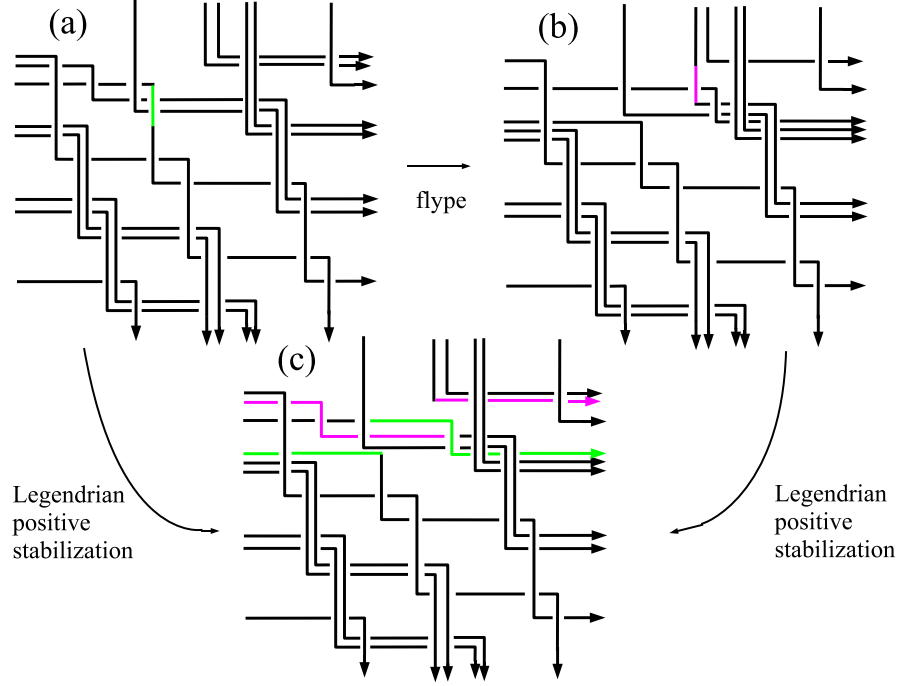 (a)
(b)
flype
(c)
Legendrian
positive
stabilization
Legendrian
positive
stabilization